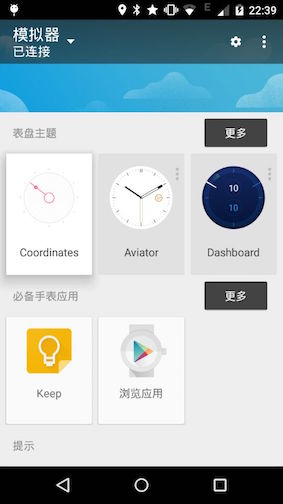 E 22:39
模拟器
已连接
表盘主题
更多
10
10
Coordinates
Aviator
Dashboard
必备手表应用
更多
Keep
浏览应用
提示